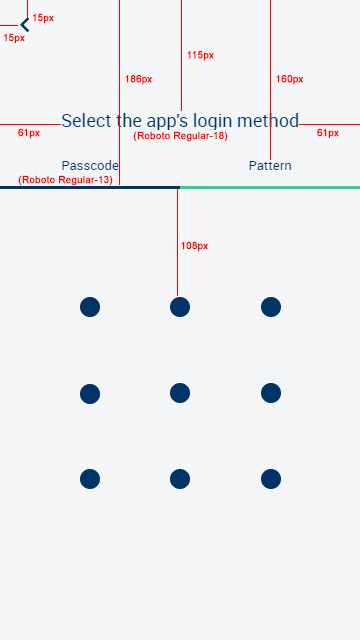 15px
15px
115px
186px
160px
Select the app's login method
61px
(Roboto Regular-18)
61px
Passcode
Pattern
(Roboto Regular-13)
108px